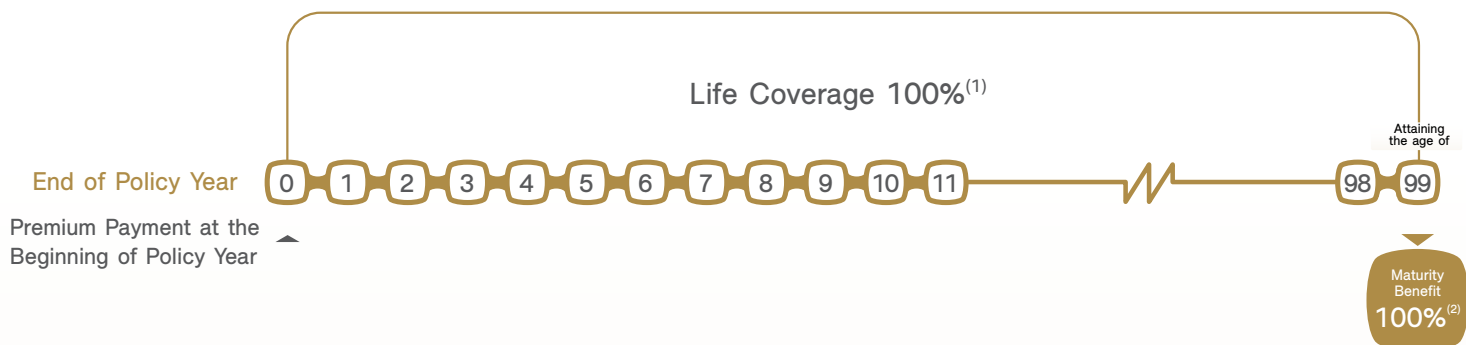 Life Coverage 100%(1)
Attaining
the age of
End of Policy Year 0 1 2 3 4 5 6 7 8 9 10 11 98 99
Premium Payment at the
Beginning of Policy Year
Maturity
Benefit
100%(2)